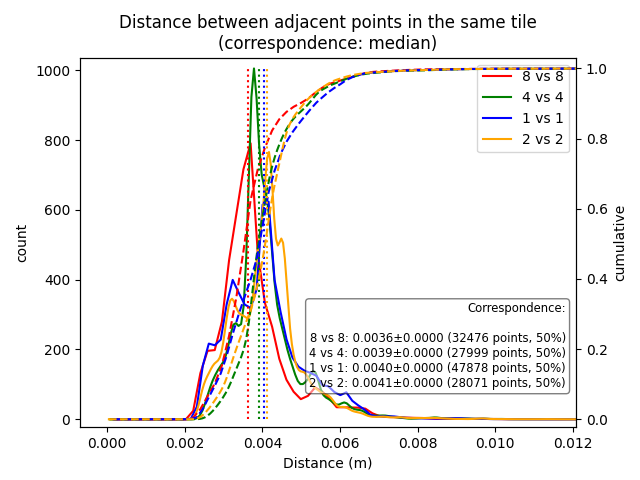 Distance between adjacent points in the same tile
(correspondence: median)
1000
800
600
400
200
0
count
1.0
0.8
0.6
0.4
0.2
0.0
cumulative
8 vs 8
4 vs 4
1 vs 1
2 vs 2
Correspondence:
8 vs 8: 0.0036±0.0000 (32476 points, 50%)
4 vs 4: 0.0039±0.0000 (27999 points, 50%)
1 vs 1: 0.0040±0.0000 (47878 points, 50%)
2 vs 2: 0.0041±0.0000 (28071 points, 50%)
0.000 0.002 0.004 0.006 0.008 0.010 0.012
Distance (m)